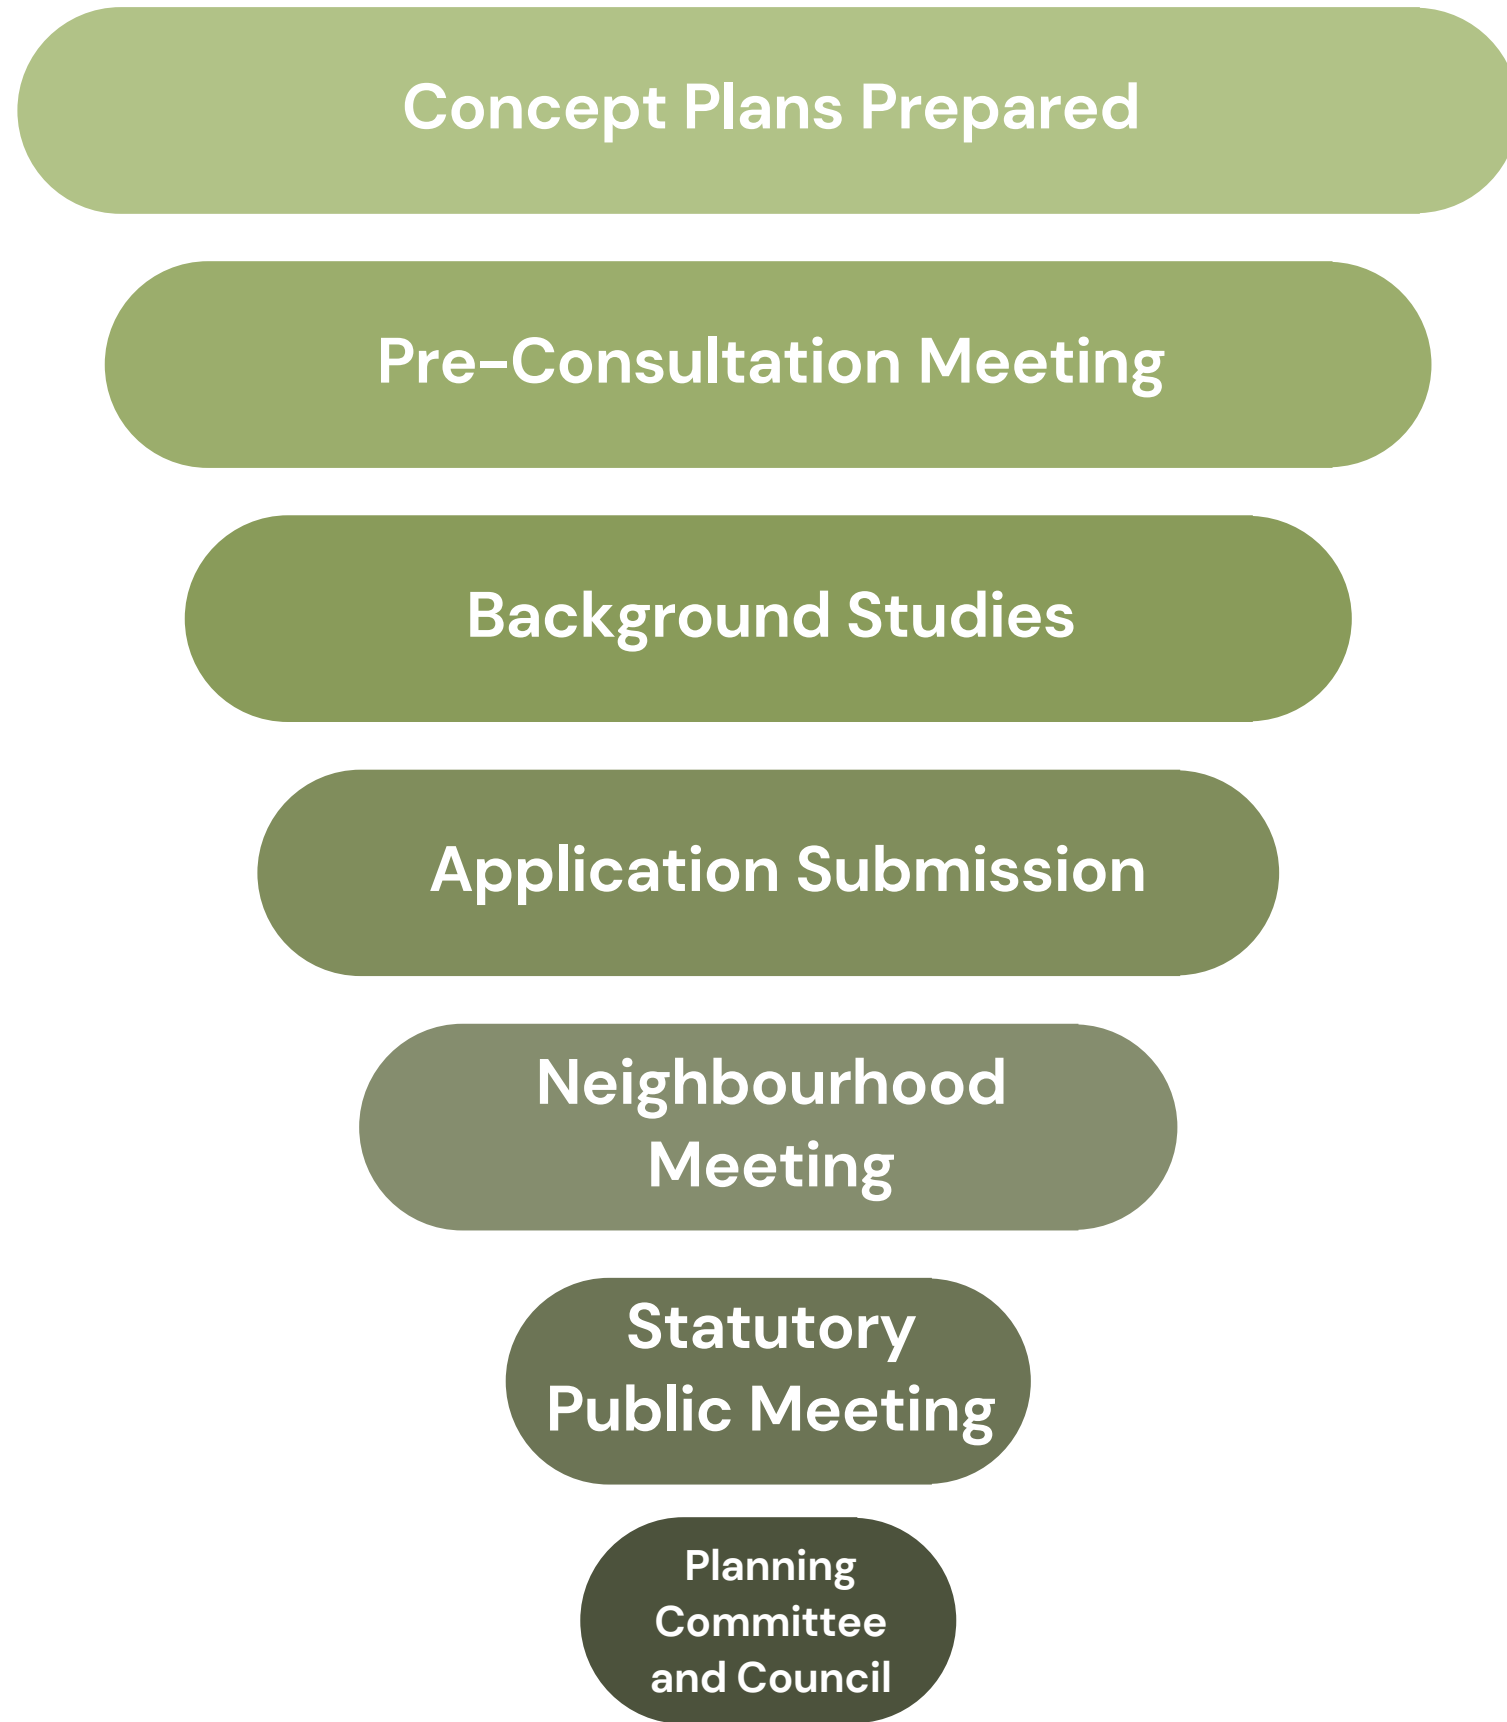 Concept Plans Prepared
Pre-Consultation Meeting
Background Studies
Application Submission
Neighbourhood
Meeting
Statutory
Public Meeting
Planning
Committee
and Council